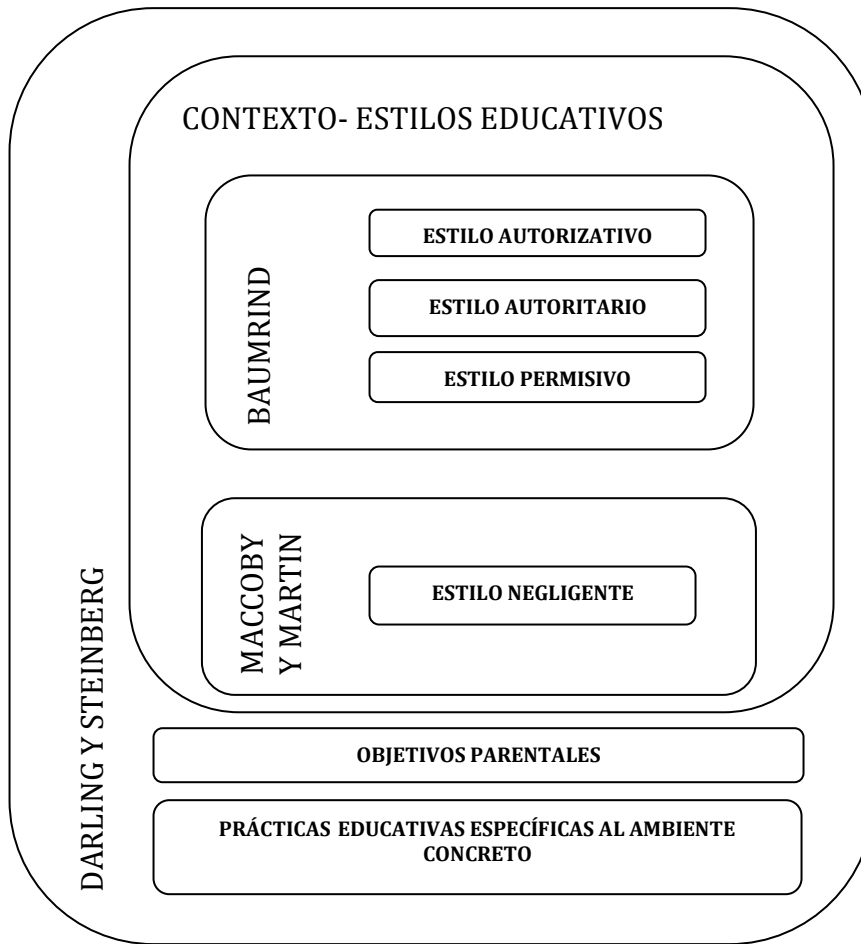 CONTEXTO- ESTILOS EDUCATIVOS
BAUMRIND
ESTILO AUTORIZATIVO
ESTILO AUTORITARIO
ESTILO PERMISIVO
MACCOBY
Y MARTIN
ESTILO NEGLIGENTE
DARLING Y STEINBERG
OBJETIVOS PARENTALES
PRÁCTICAS EDUCATIVAS ESPECÍFICAS AL AMBIENTE
CONCRETO